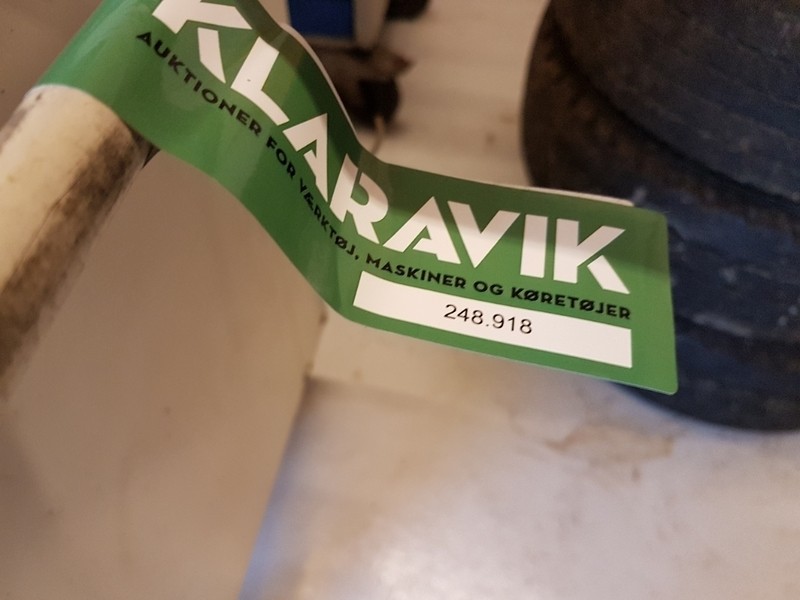 KLARAVIK
AUKTIONER FOR VÆRKTØJ, MASKINER OG KØRETØJER
248.918